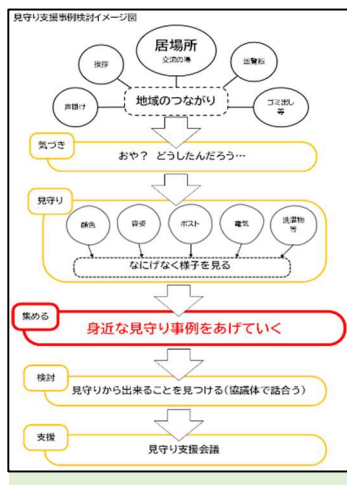 見守り支援事例検討イメージ図
居場所
交流の場
挨拶
回覧板
声掛け
地域のつながり
ゴミ出し
等
気づき
おや？ どうしたんだろう…
見守り
顔色
容姿
ポスト
電気
洗濯物
等
なにげなく様子を見る
集める
身近な見守り事例をあげていく
検討
見守りから出来ることを見つける(協議体で話合う)
支援
見守り支援会議